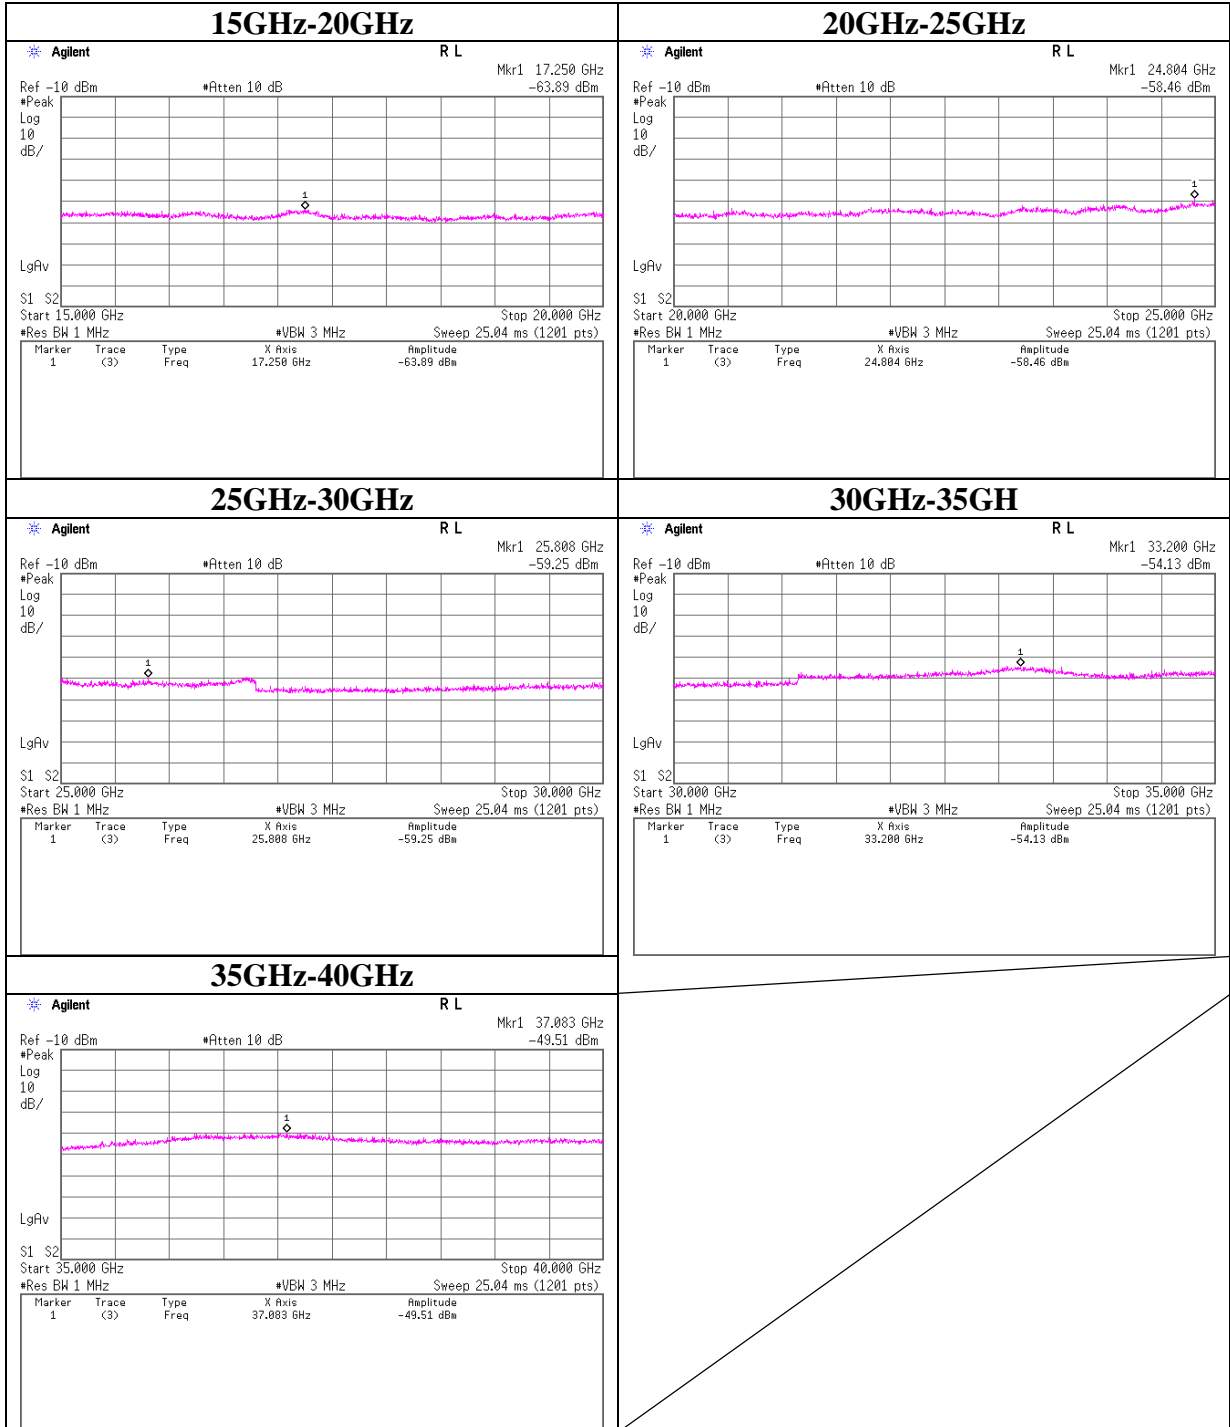 15GHz-20GHz
Agilent R L
Mkr1 17.250 GHz
Ref -10 dBm #Atten 10 dB -63.89 dBm
#Peak
Log
10
dB/
1
LgAv
S1 S2
Start 15.000 GHz Stop 20.000 GHz
#Res BW 1 MHz #VBW 3 MHz Sweep 25.04 ms (1201 pts)
Marker Trace Type X Axis Amplitude
1 (3) Freq 17.250 GHz -63.89 dBm
20GHz-25GHz
Agilent R L
Mkr1 24.804 GHz
Ref -10 dBm #Atten 10 dB -58.46 dBm
#Peak
Log
10
dB/
1
LgAv
S1 S2
Start 20.000 GHz Stop 25.000 GHz
#Res BW 1 MHz #VBW 3 MHz Sweep 25.04 ms (1201 pts)
Marker Trace Type X Axis Amplitude
1 (3) Freq 24.804 GHz -58.46 dBm
25GHz-30GHz
Agilent R L
Mkr1 25.808 GHz
Ref -10 dBm #Atten 10 dB -59.25 dBm
#Peak
Log
10
dB/
1
LgAv
S1 S2
Start 25.000 GHz Stop 30.000 GHz
#Res BW 1 MHz #VBW 3 MHz Sweep 25.04 ms (1201 pts)
Marker Trace Type X Axis Amplitude
1 (3) Freq 25.808 GHz -59.25 dBm
30GHz-35GH
Agilent R L
Mkr1 33.200 GHz
Ref -10 dBm #Atten 10 dB -54.13 dBm
#Peak
Log
10
dB/
1
LgAv
S1 S2
Start 30.000 GHz Stop 35.000 GHz
#Res BW 1 MHz #VBW 3 MHz Sweep 25.04 ms (1201 pts)
Marker Trace Type X Axis Amplitude
1 (3) Freq 33.200 GHz -54.13 dBm
35GHz-40GHz
Agilent R L
Mkr1 37.083 GHz
Ref -10 dBm #Atten 10 dB -49.51 dBm
#Peak
Log
10
dB/
1
LgAv
S1 S2
Start 35.000 GHz Stop 40.000 GHz
#Res BW 1 MHz #VBW 3 MHz Sweep 25.04 ms (1201 pts)
Marker Trace Type X Axis Amplitude
1 (3) Freq 37.083 GHz -49.51 dBm